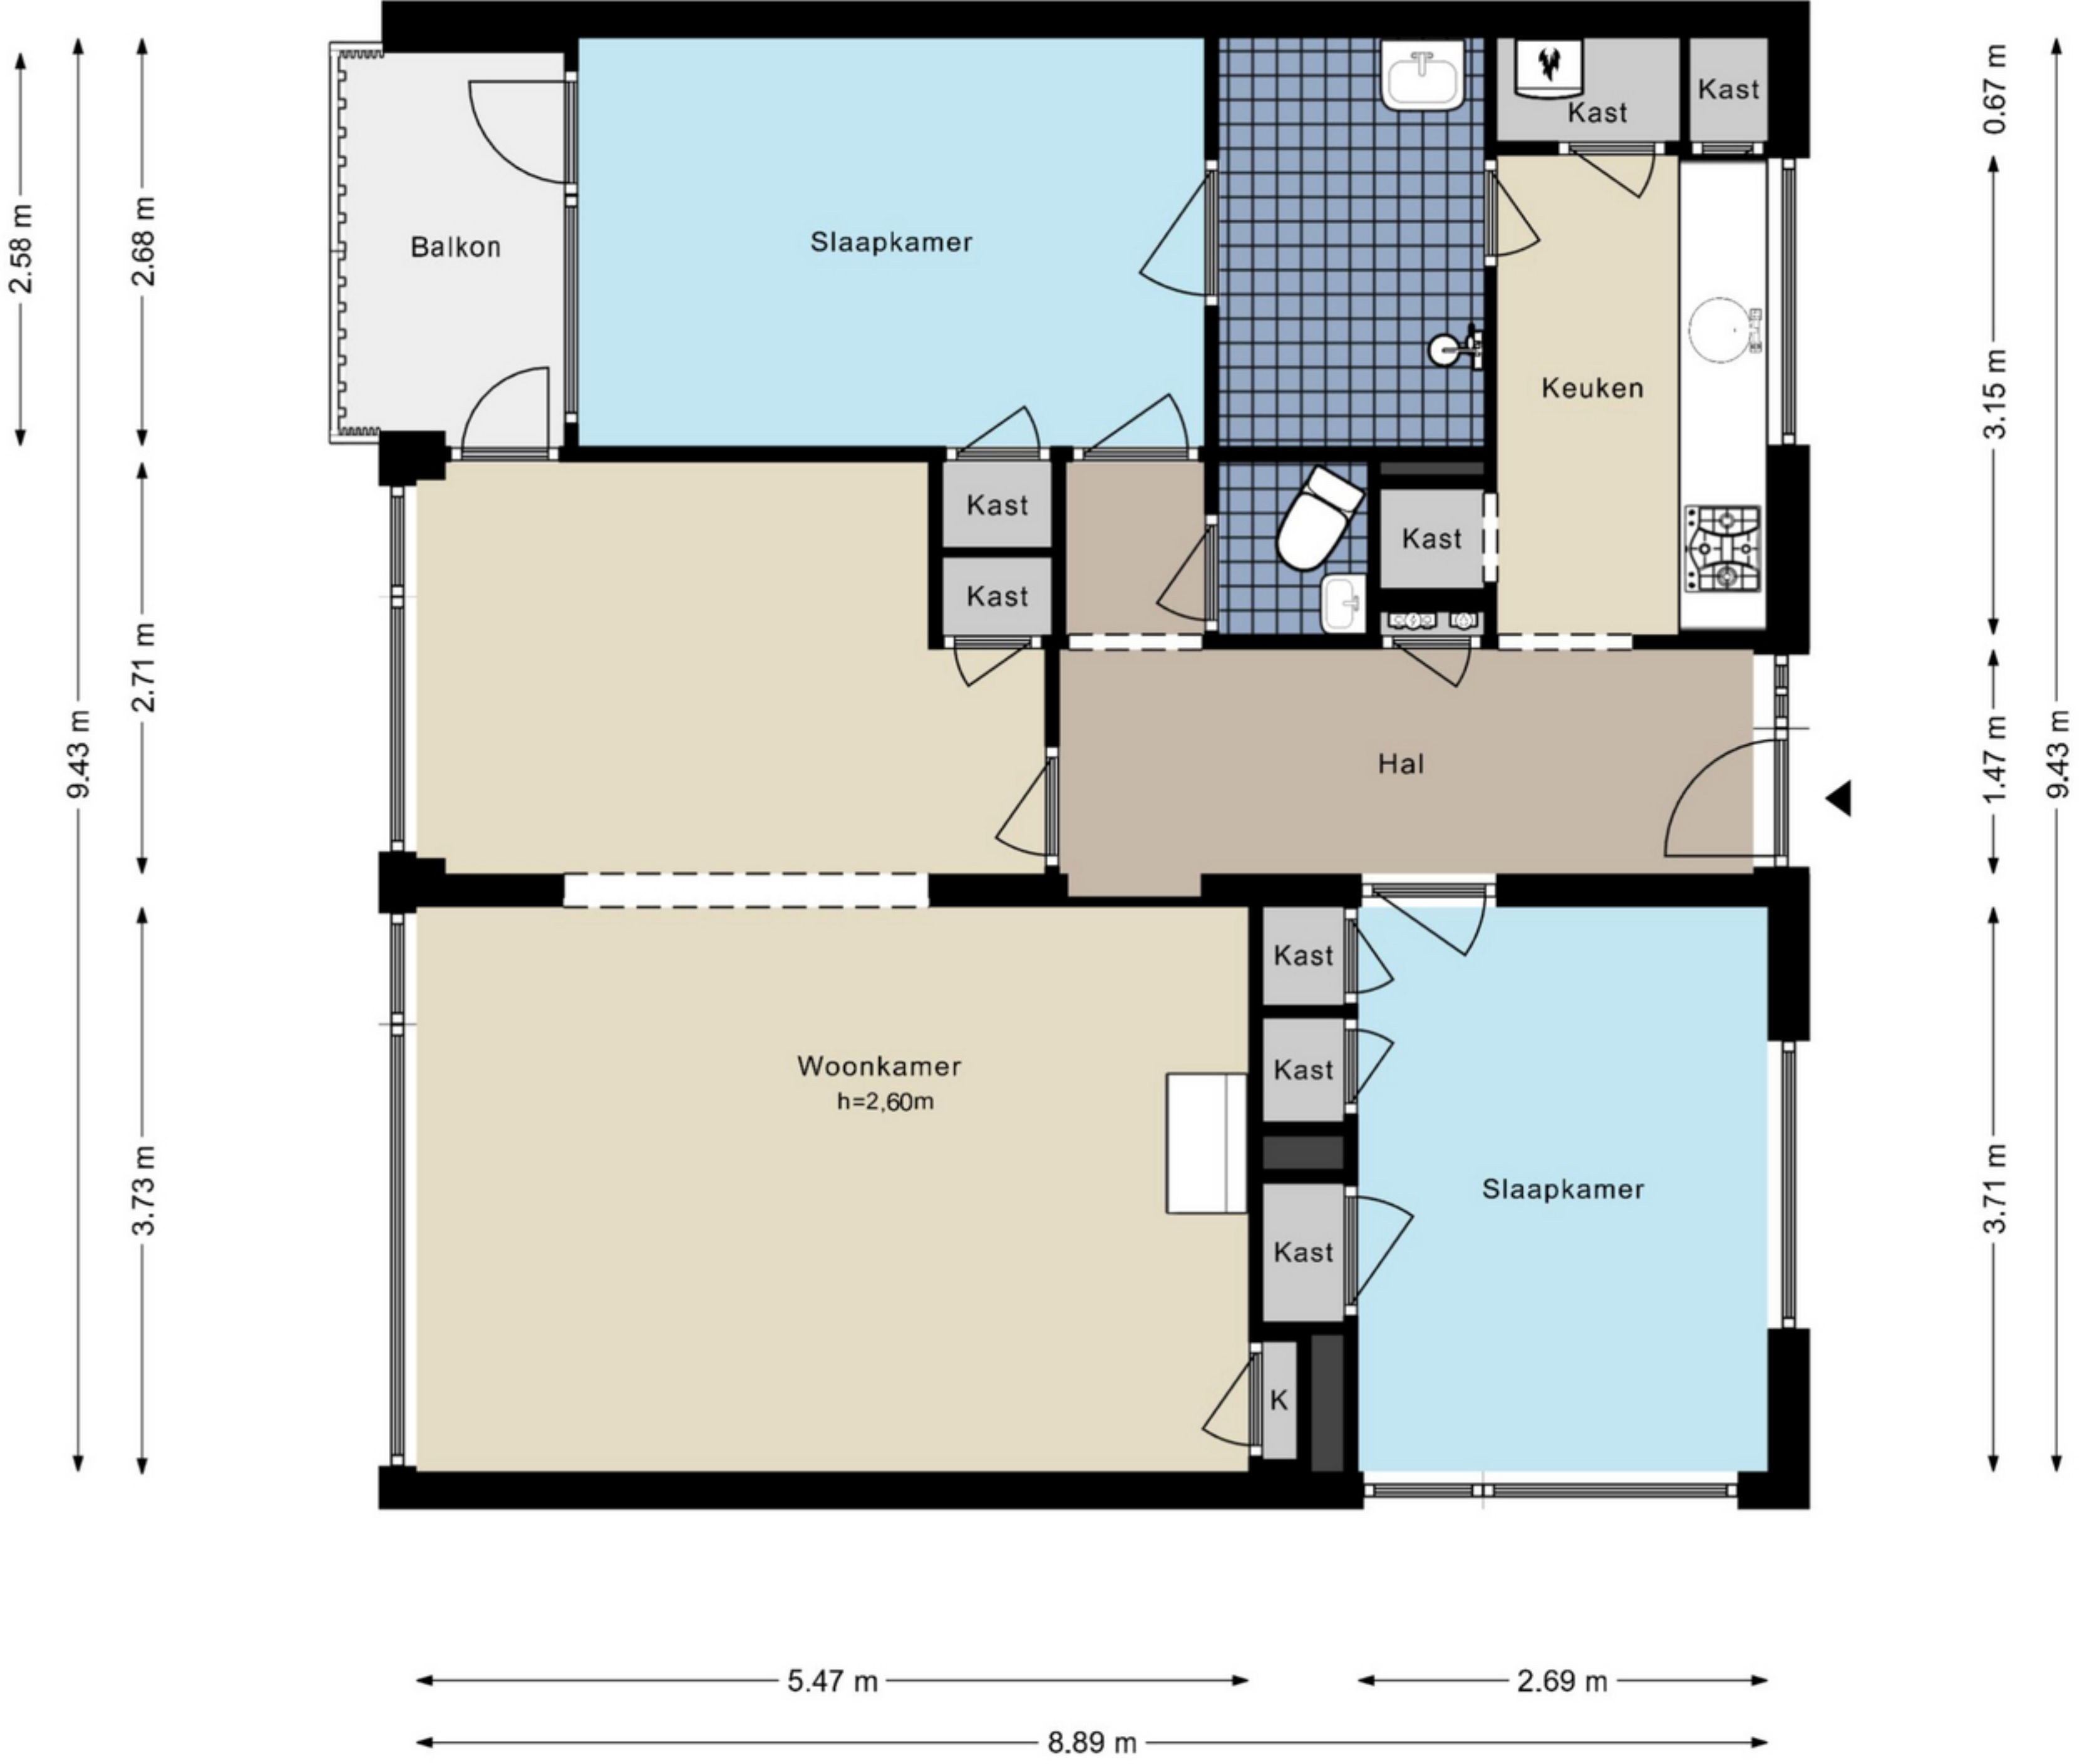 Kast
Kast
0.67 m
2.58 m
2.68 m
Balkon
Slaapkamer
Keuken
3.15 m
Kast
Kast
Kast
2.71 m
9.43 m
Hal
1.47 m
9.43 m
Kast
Woonkamer
h=2,60m
Kast
3.73 m
Slaapkamer
3.71 m
Kast
K
5.47 m
2.69 m
8.89 m